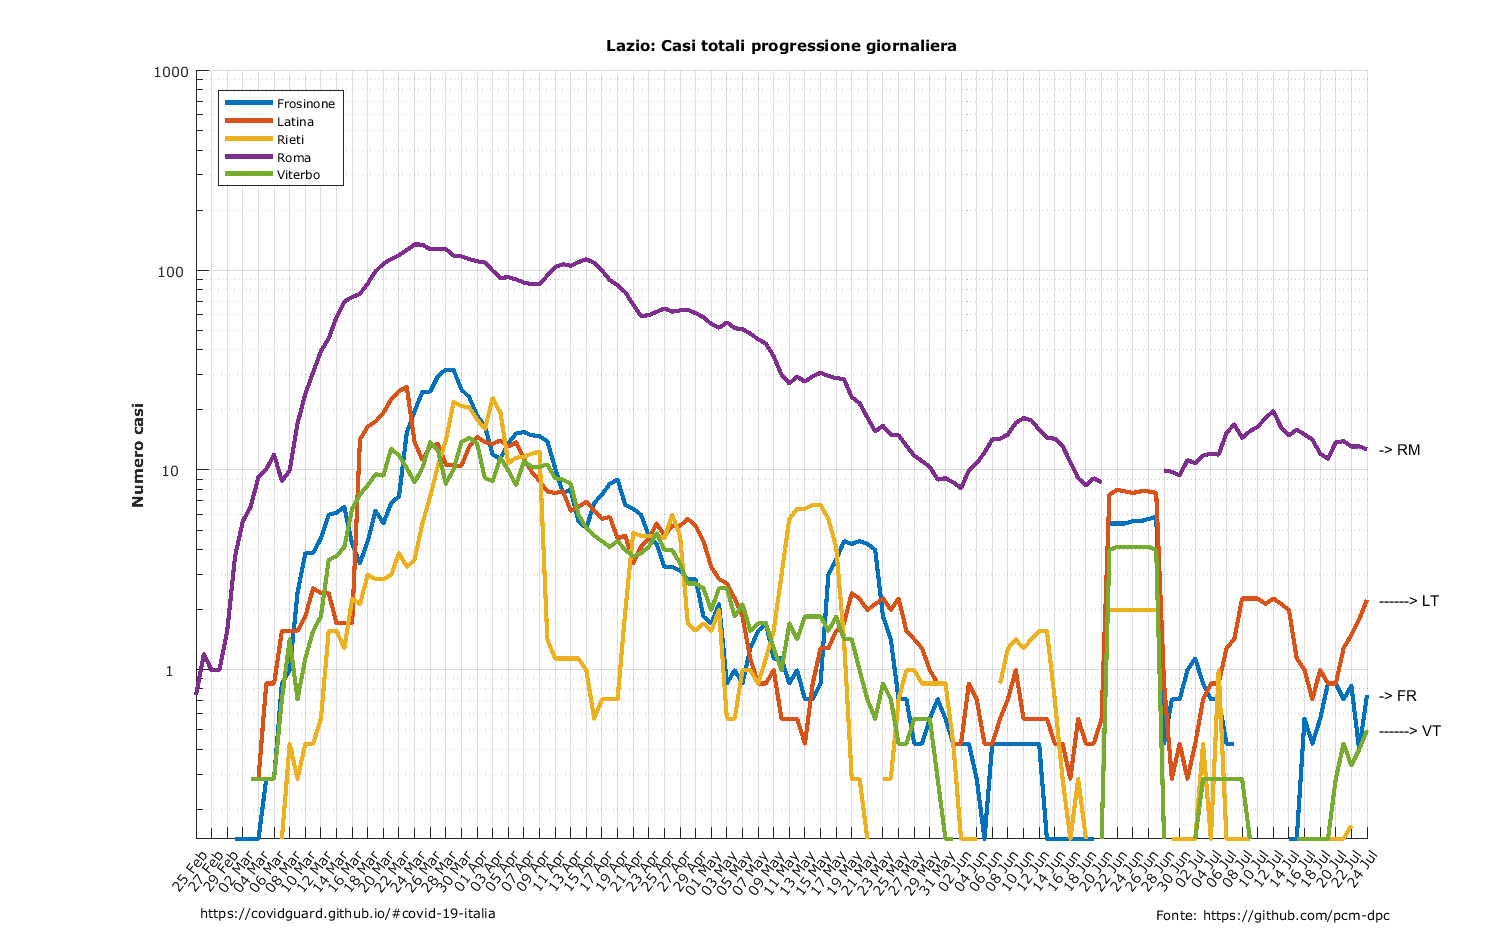 Lazio: Casi totali progressione giornaliera
1000
100
10
1
Numero casi
Frosinone
Latina
Rieti
Roma
Viterbo
-> RM
------> LT
-> FR
------> VT
25 Feb
27 Feb
29 Feb
02 Mar
04 Mar
06 Mar
08 Mar
10 Mar
12 Mar
14 Mar
16 Mar
18 Mar
20 Mar
22 Mar
24 Mar
26 Mar
28 Mar
30 Mar
01 Apr
03 Apr
05 Apr
07 Apr
09 Apr
11 Apr
13 Apr
15 Apr
17 Apr
19 Apr
21 Apr
23 Apr
25 Apr
27 Apr
29 Apr
01 May
03 May
05 May
07 May
09 May
11 May
13 May
15 May
17 May
19 May
21 May
23 May
25 May
27 May
29 May
31 May
02 Jun
04 Jun
06 Jun
08 Jun
10 Jun
12 Jun
14 Jun
16 Jun
18 Jun
20 Jun
22 Jun
24 Jun
26 Jun
28 Jun
30 Jun
02 Jul
04 Jul
06 Jul
08 Jul
10 Jul
12 Jul
14 Jul
16 Jul
18 Jul
20 Jul
22 Jul
24 Jul
https://covidguard.github.io/#covid-19-italia
Fonte: https://github.com/pcm-dpc